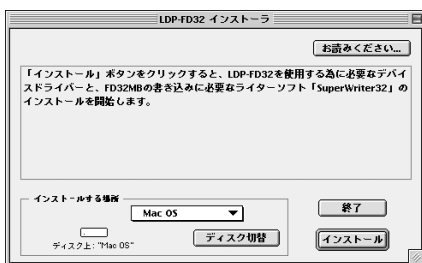 LDP-FD32 インストーラ
お読みください...
「インストール」ボタンをクリックすると、LDP-FD32を使用する為に必要なデバイ
スドライバーと、FD32MBの書き込みに必要なライターソフト「SuperWriter32」の
インストールを開始します。
インストールする場所
Mac OS
終了
ディスク上: "Mac OS"
ディスク切替
インストール